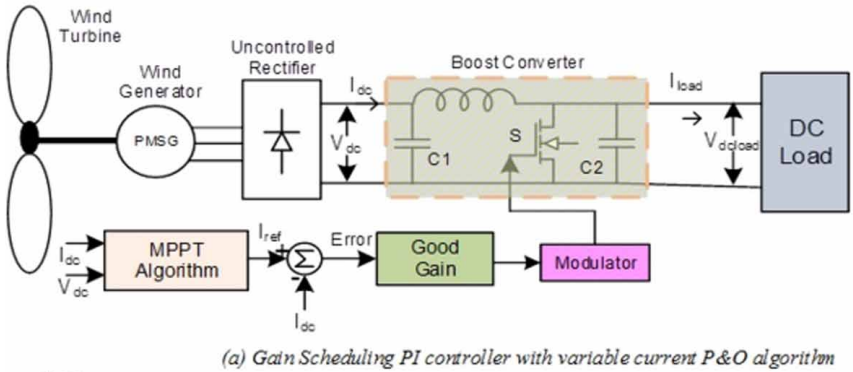 Wind
Turbine
Wind
Generator
PMSG
Uncontrolled
Rectifier
Idc
Vdc
Boost Converter
C1
S
C2
Iload
Vdcload
DC
Load
Idc
Vdc
MPPT
Algorithm
Iref
+
Σ
-
Idc
Error
Good
Gain
Modulator
(a) Gain Scheduling PI controller with variable current P&O algorithm